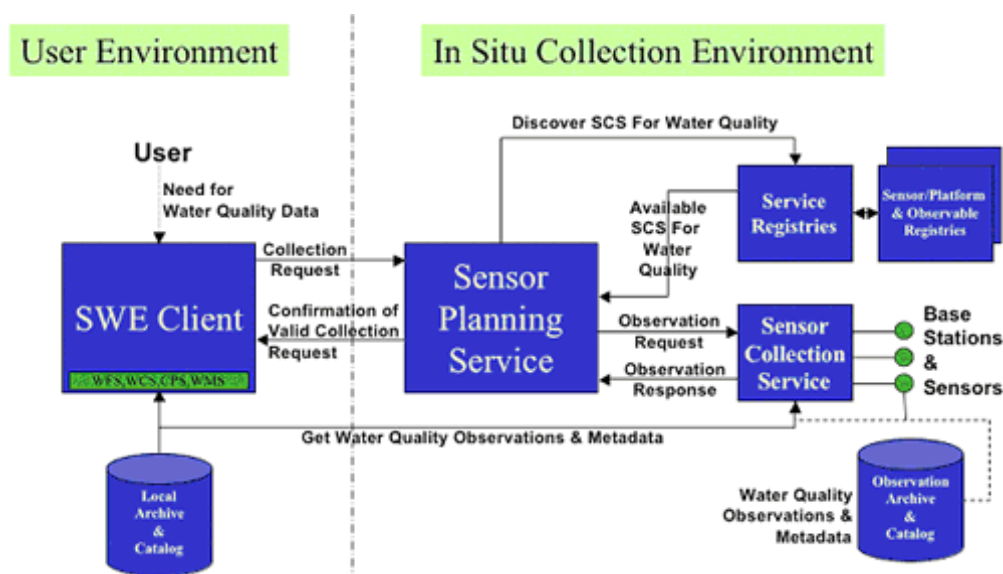 User Environment
In Situ Collection Environment
Discover SCS For Water Quality
User
Need for
Water Quality Data
Available
SCS For
Water
Quality
Service
Registries
Sensor/Platform
& Observable
Registries
Collection
Request
SWE Client
WFS,WCS,CPS,WMS
Confirmation of
Valid Collection
Request
Sensor
Planning
Service
Observation
Request
Observation
Response
Sensor
Collection
Service
Base
Stations
&
Sensors
Get Water Quality Observations & Metadata
Local
Archive
&
Catalog
Water Quality
Observations &
Metadata
Observation
Archive
&
Catalog